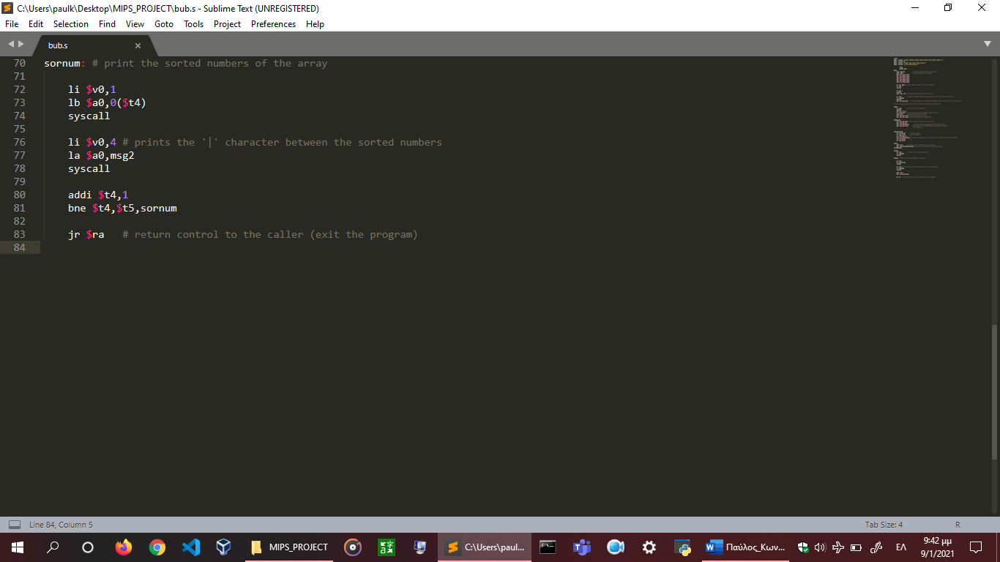 C:\Users\paulk\Desktop\MIPS_PROJECT\bub.s - Sublime Text (UNREGISTERED)
File Edit Selection Find View Goto Tools Project Preferences Help
bub.s
70 sornum: # print the sorted numbers of the array
71
72 li $v0,1
73 lb $a0,0($t4)
74 syscall
75
76 li $v0,4 # prints the '|' character between the sorted numbers
77 la $a0,msg2
78 syscall
79
80 addi $t4,1
81 bne $t4,$t5,sornum
82
83 jr $ra # return control to the caller (exit the program)
84
Line 84, Column 5 Tab Size: 4 R
MIPS_PROJECT C:\Users\paul... Παύλος_Κων... ΕΛ 9:42 μμ
9/1/2021